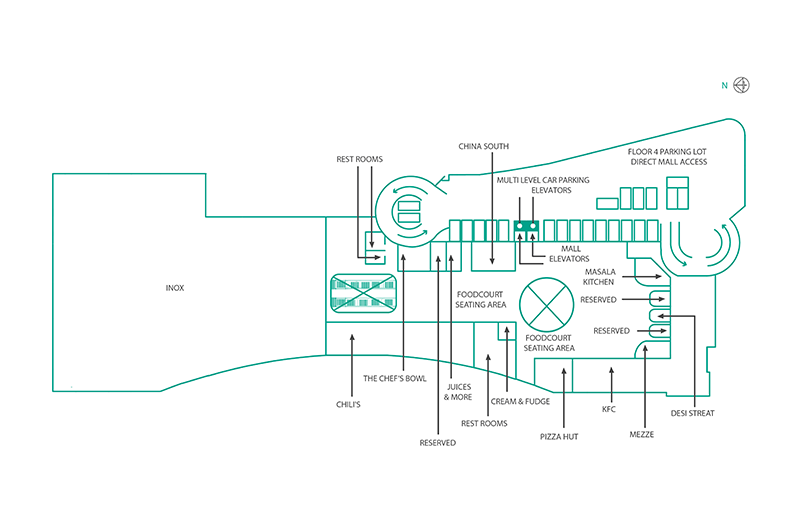 N
CHINA SOUTH
FLOOR 4 PARKING LOT
DIRECT MALL ACCESS
REST ROOMS
MULTI LEVEL CAR PARKING
ELEVATORS
MALL
ELEVATORS
MASALA
KITCHEN
INOX
FOODCOURT
SEATING AREA
RESERVED
RESERVED
FOODCOURT
SEATING AREA
THE CHEF'S BOWL
JUICES
& MORE
CHILI'S
CREAM & FUDGE
KFC
DESI STREAT
REST ROOMS
PIZZA HUT
MEZZE
RESERVED